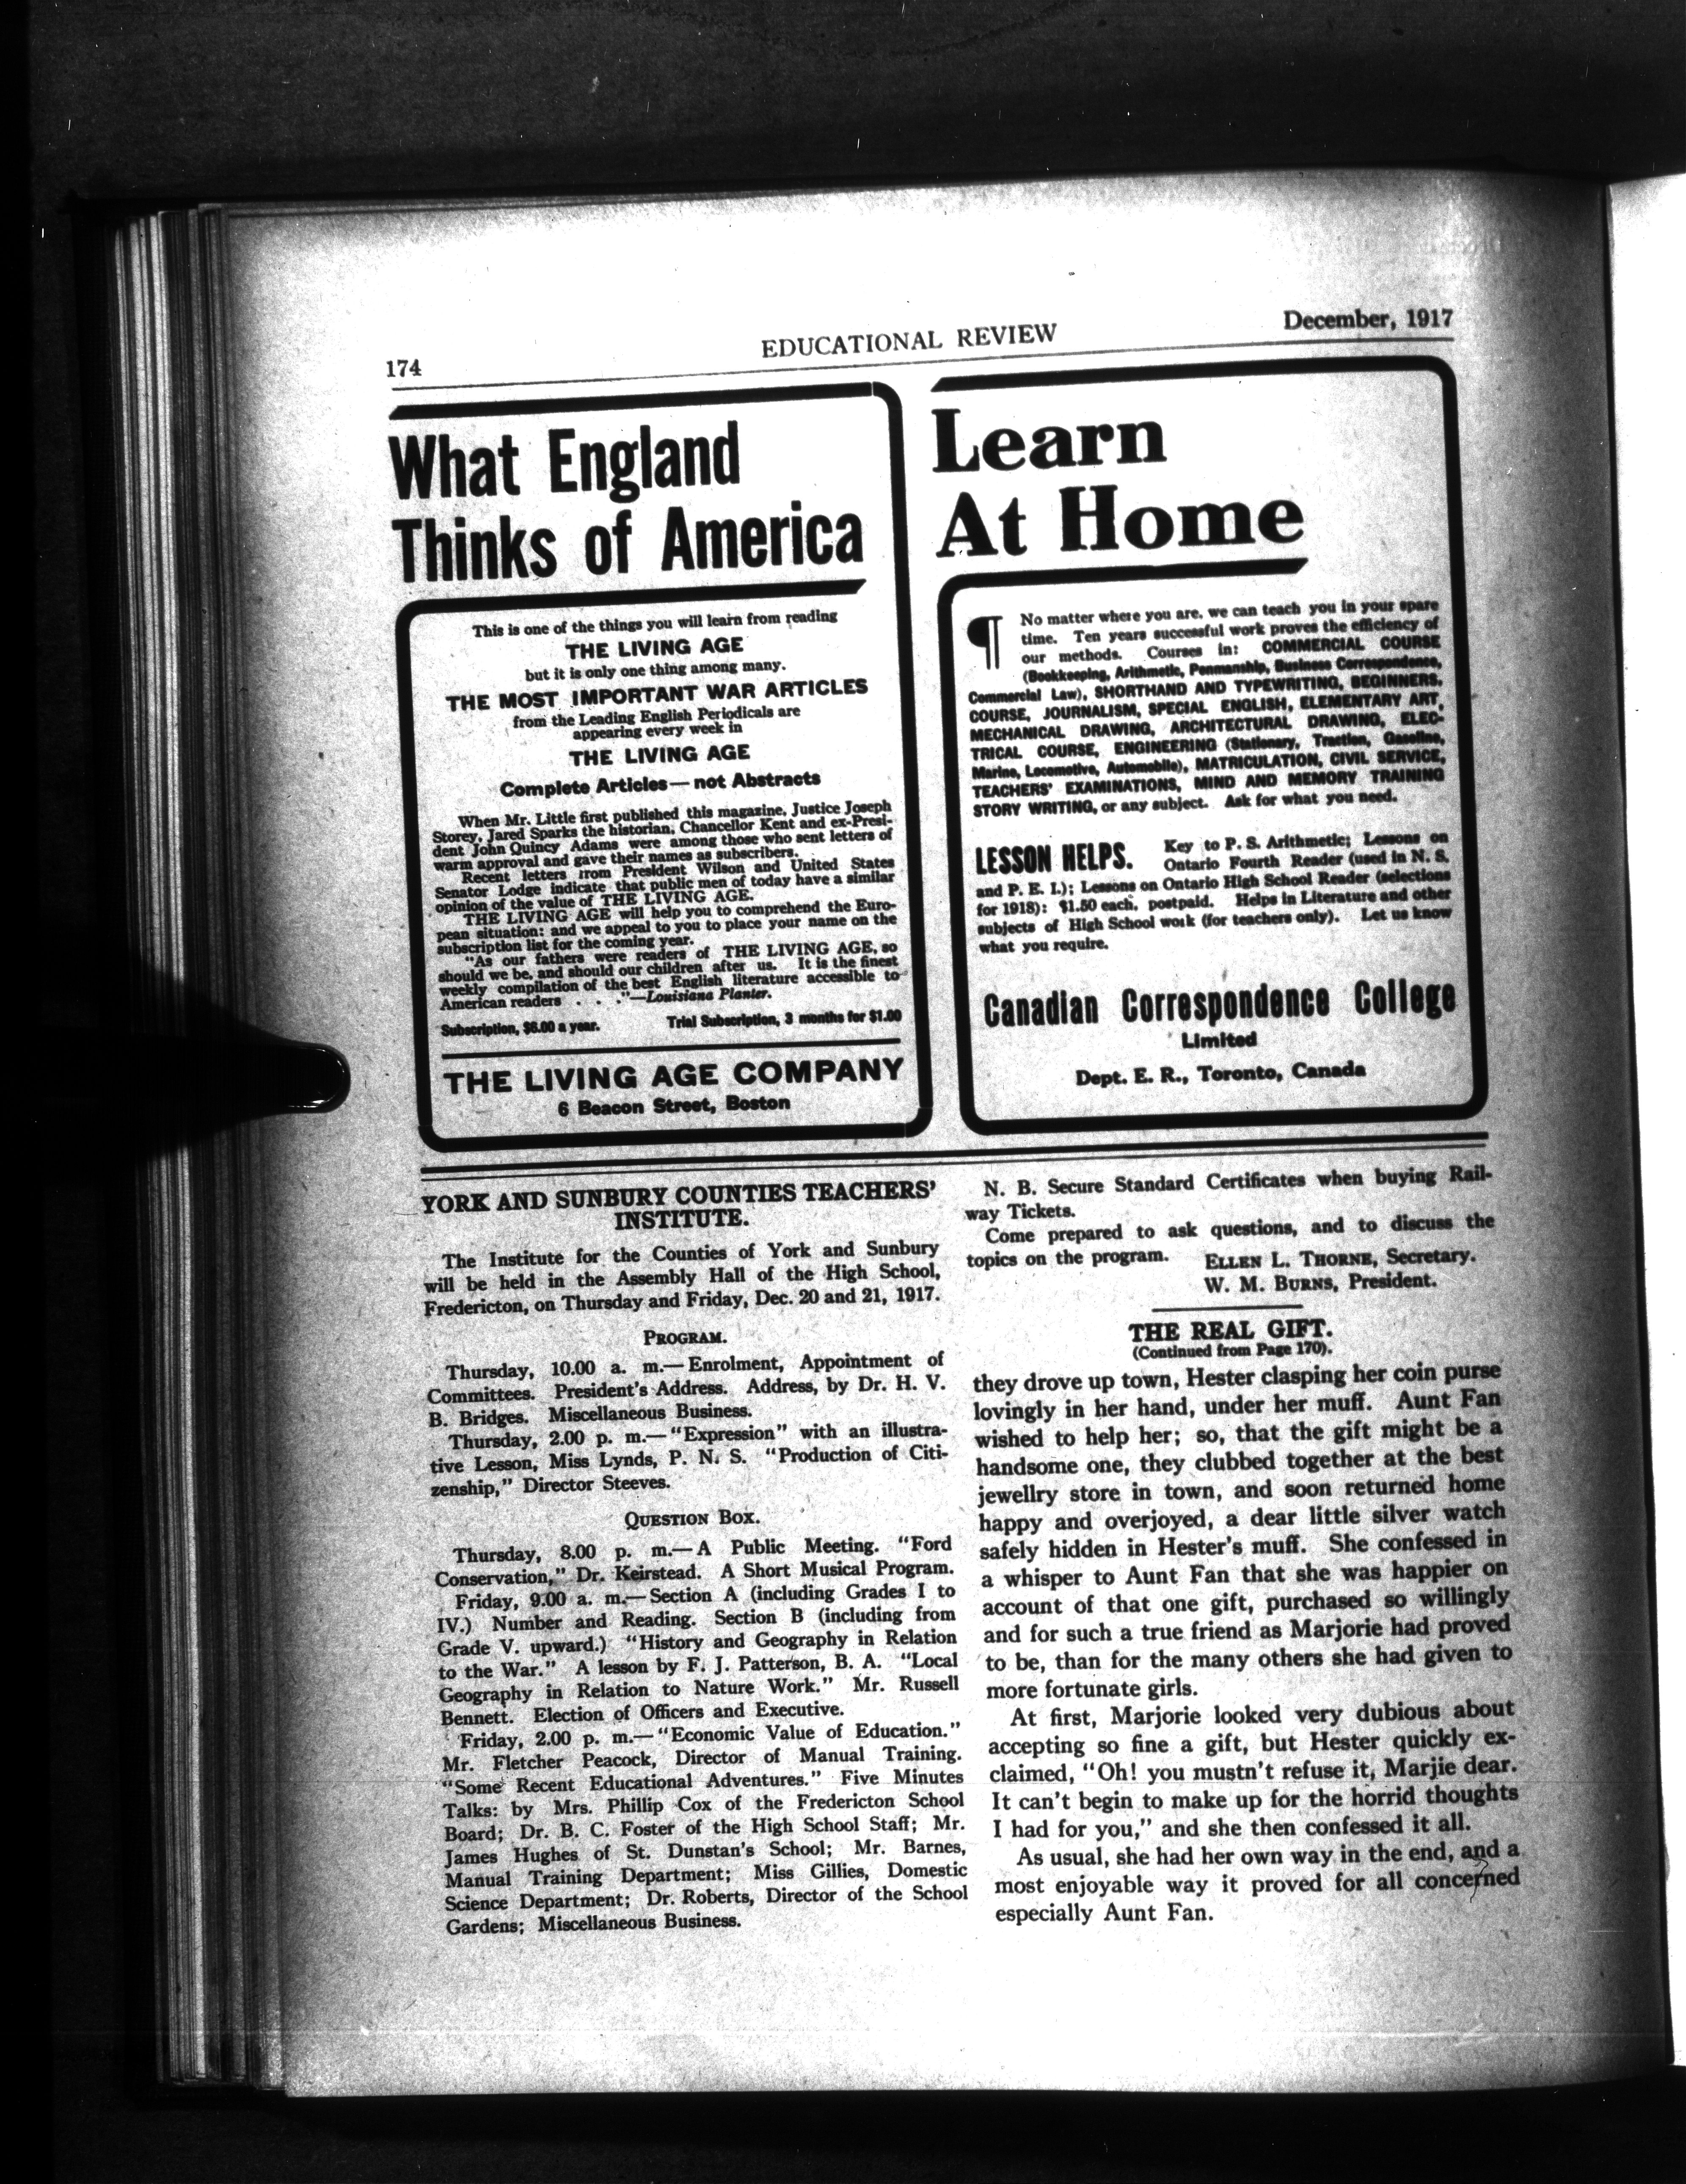 174
EDUCATIONAL REVIEW
December, 1917
What England
Thinks of America
This is one of the things you will learn from reading
THE LIVING AGE
but it is only one thing among many.
THE MOST IMPORTANT WAR ARTICLES
from the Leading English Periodicals are
appearing every week in
THE LIVING AGE
Complete Articles — not Abstracts
When Mr. Little first published this magazine, Justice Joseph
Storey, Jared Sparks the historian, Chancellor Kent and ex-Presi-
dent John Quincy Adams were among those who sent letters of
warm approval and gave their names as subscribers.
Recent letters from President Wilson and United States
Senator Lodge indicate that public men of today have a similar
opinion of the value of THE LIVING AGE.
THE LIVING AGE will help you to comprehend the Euro-
pean situation: and we appeal to you to place your name on the
subscription list for the coming year.
"As our fathers were readers of THE LIVING AGE, so
should we be, and should our children after us. It is the finest
weekly compilation of the best English literature accessible to
American readers . . ."—Louisiana Planter.
Subscription, $6.00 a year. Trial Subscription, 3 months for $1.00
THE LIVING AGE COMPANY
6 Beacon Street, Boston
Learn
At Home
¶ No matter where you are, we can teach you in your spare
time. Ten years successful work proves the efficiency of
our methods. Courses in: COMMERCIAL COURSE
(Bookkeeping, Arithmetic, Penmanship, Business Correspondence,
Commercial Law), SHORTHAND AND TYPEWRITING, BEGINNERS,
COURSE, JOURNALISM, SPECIAL ENGLISH, ELEMENTARY ART,
MECHANICAL DRAWING, ARCHITECTURAL DRAWING, ELEC-
TRICAL COURSE, ENGINEERING (Stationary, Traction, Gasoline,
Marine, Locomotive, Automobile), MATRICULATION, CIVIL SERVICE,
TEACHERS' EXAMINATIONS, MIND AND MEMORY TRAINING
STORY WRITING, or any subject. Ask for what you need.
LESSON HELPS. Key to P. S. Arithmetic; Lessons on
Ontario Fourth Reader (used in N. S.
and P. E. I.); Lessons on Ontario High School Reader (selections
for 1918): $1.50 each, postpaid. Helps in Literature and other
subjects of High School work (for teachers only). Let us know
what you require.
Canadian Correspondence College
Limited
Dept. E. R., Toronto, Canada
YORK AND SUNBURY COUNTIES TEACHERS'
INSTITUTE.
The Institute for the Counties of York and Sunbury
will be held in the Assembly Hall of the High School,
Fredericton, on Thursday and Friday, Dec. 20 and 21, 1917.
PROGRAM.
Thursday, 10.00 a. m.—Enrolment, Appointment of
Committees. President's Address. Address, by Dr. H. V.
B. Bridges. Miscellaneous Business.
Thursday, 2.00 p. m.—"Expression" with an illustra-
tive Lesson, Miss Lynds, P. N. S. "Production of Citi-
zenship," Director Steeves.
QUESTION BOX.
Thursday, 8.00 p. m.—A Public Meeting. "Ford
Conservation," Dr. Keirstead. A Short Musical Program.
Friday, 9.00 a. m.—Section A (including Grades I to
IV.) Number and Reading. Section B (including from
Grade V. upward.) "History and Geography in Relation
to the War." A lesson by F. J. Patterson, B. A. "Local
Geography in Relation to Nature Work." Mr. Russell
Bennett. Election of Officers and Executive.
Friday, 2.00 p. m.—"Economic Value of Education."
Mr. Fletcher Peacock, Director of Manual Training.
"Some Recent Educational Adventures." Five Minutes
Talks: by Mrs. Phillip Cox of the Fredericton School
Board; Dr. B. C. Foster of the High School Staff; Mr.
James Hughes of St. Dunstan's School; Mr. Barnes,
Manual Training Department; Miss Gillies, Domestic
Science Department; Dr. Roberts, Director of the School
Gardens; Miscellaneous Business.
N. B. Secure Standard Certificates when buying Rail-
way Tickets.
Come prepared to ask questions, and to discuss the
topics on the program. ELLEN L. THORNE, Secretary.
W. M. BURNS, President.
THE REAL GIFT.
(Continued from Page 170).
they drove up town, Hester clasping her coin purse
lovingly in her hand, under her muff. Aunt Fan
wished to help her; so, that the gift might be a
handsome one, they clubbed together at the best
jewellry store in town, and soon returned home
happy and overjoyed, a dear little silver watch
safely hidden in Hester's muff. She confessed in
a whisper to Aunt Fan that she was happier on
account of that one gift, purchased so willingly
and for such a true friend as Marjorie had proved
to be, than for the many others she had given to
more fortunate girls.
At first, Marjorie looked very dubious about
accepting so fine a gift, but Hester quickly ex-
claimed, "Oh! you mustn't refuse it, Marjie dear.
It can't begin to make up for the horrid thoughts
I had for you," and she then confessed it all.
As usual, she had her own way in the end, and a
most enjoyable way it proved for all concerned
especially Aunt Fan.